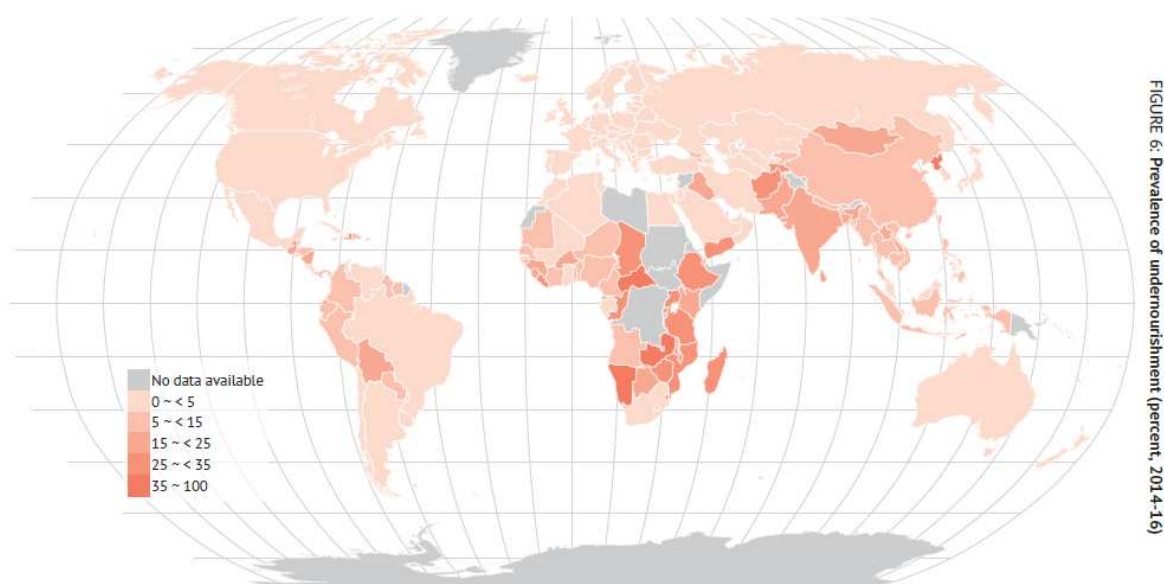 FIGURE 6: Prevalence of undernourishment (percent, 2014-16)
No data available
0 ~ < 5
5 ~ < 15
15 ~ < 25
25 ~ < 35
35 ~ 100